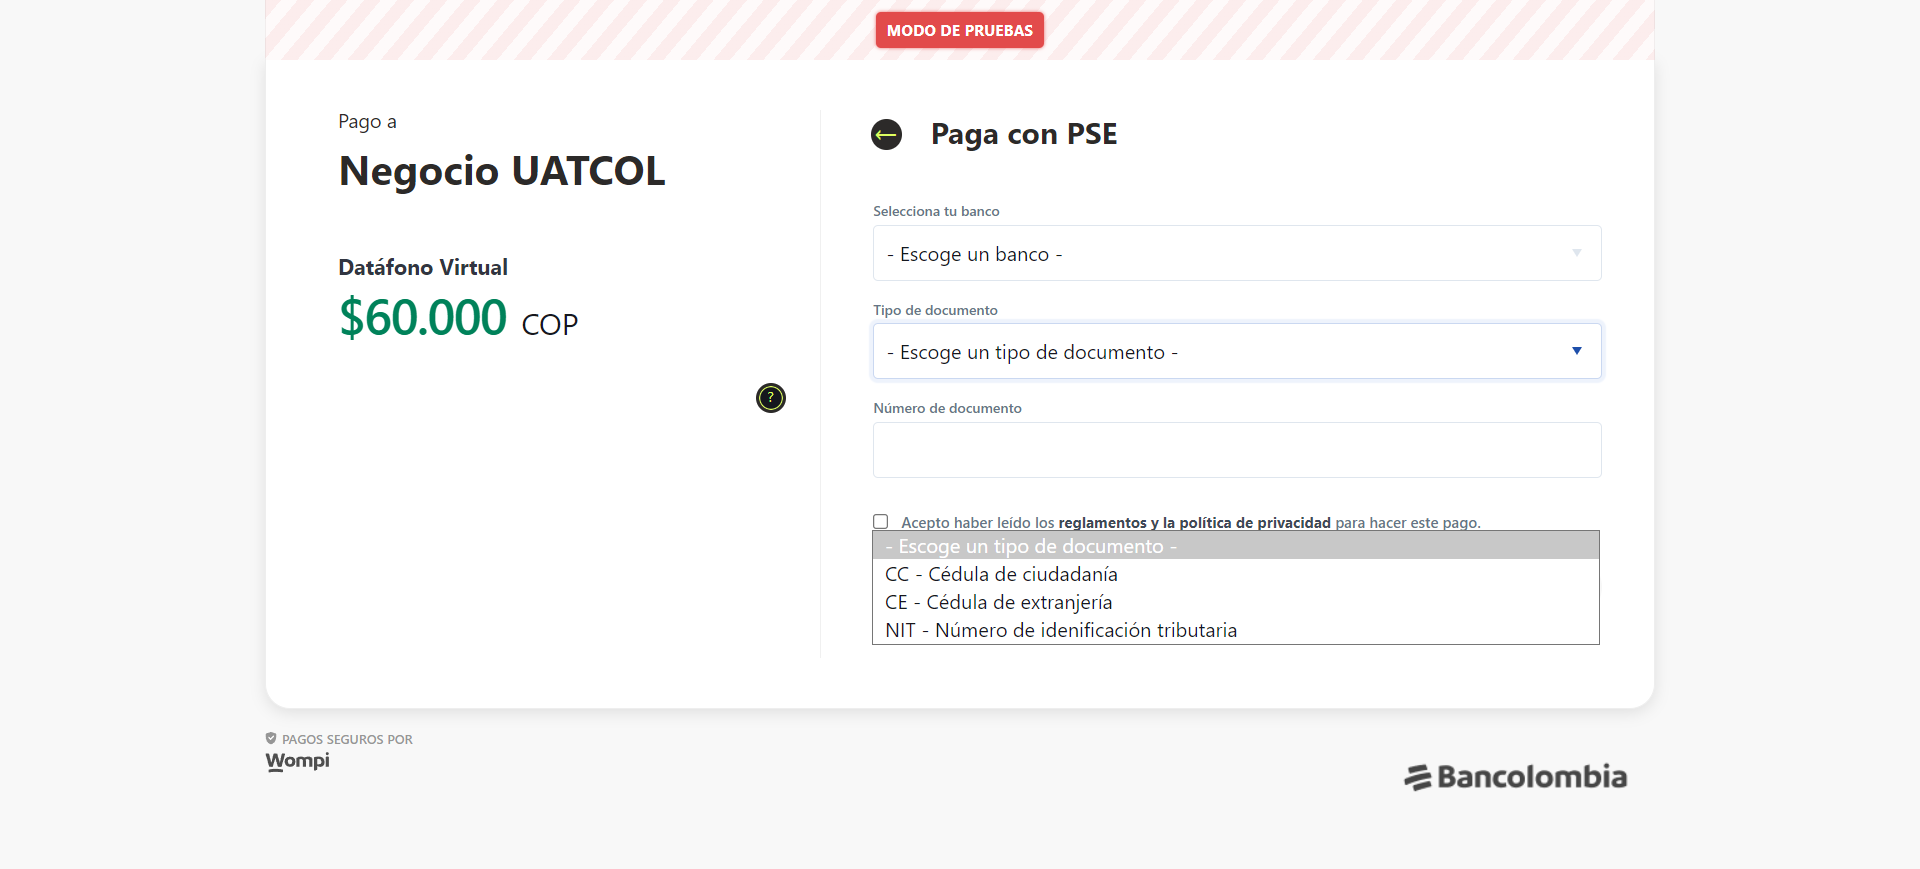 MODO DE PRUEBAS
Pago a
Negocio UATCOL
Datáfono Virtual
$60.000 COP
?
Paga con PSE
Selecciona tu banco
- Escoge un banco -
Tipo de documento
- Escoge un tipo de documento -
Número de documento
Acepto haber leído los reglamentos y la política de privacidad para hacer este pago.
- Escoge un tipo de documento -
CC - Cédula de ciudadanía
CE - Cédula de extranjería
NIT - Número de idenificación tributaria
PAGOS SEGUROS POR
Wompi
Bancolombia